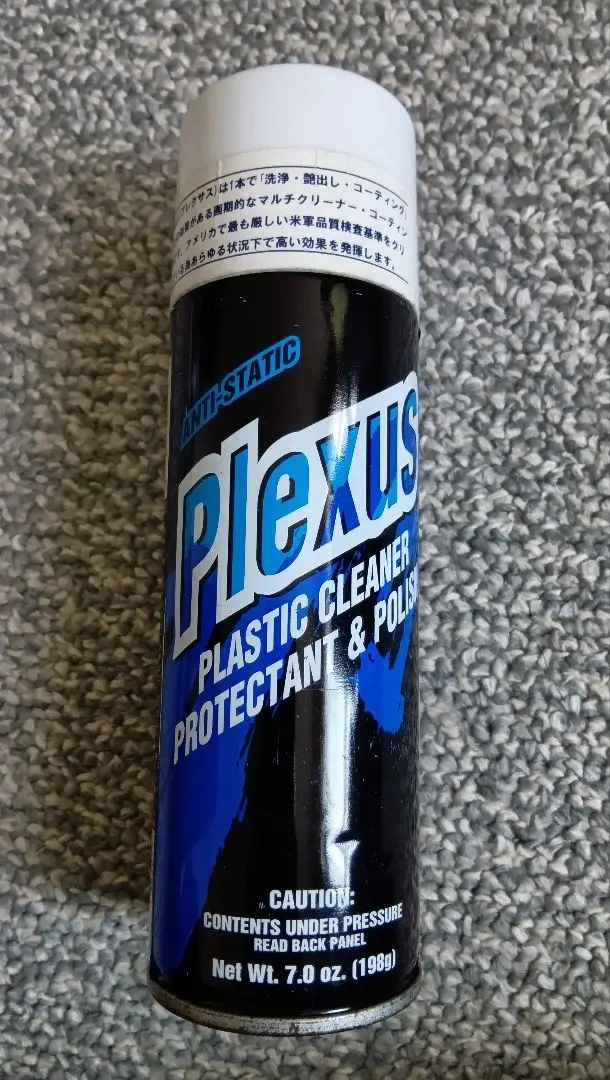 レクサス)は1本で「洗浄・艶出し・コーティング」
効果がある画期的なマルチクリーナー・コーティン
、アメリカで最も厳しい米軍品質検査基準をクリ
いる為あらゆる状況下で高い効果を発揮します。
ANTI-STATIC
Plexus
PLASTIC CLEANER
PROTECTANT & POLISH
CAUTION:
CONTENTS UNDER PRESSURE
READ BACK PANEL
Net Wt. 7.0 oz. (198g)